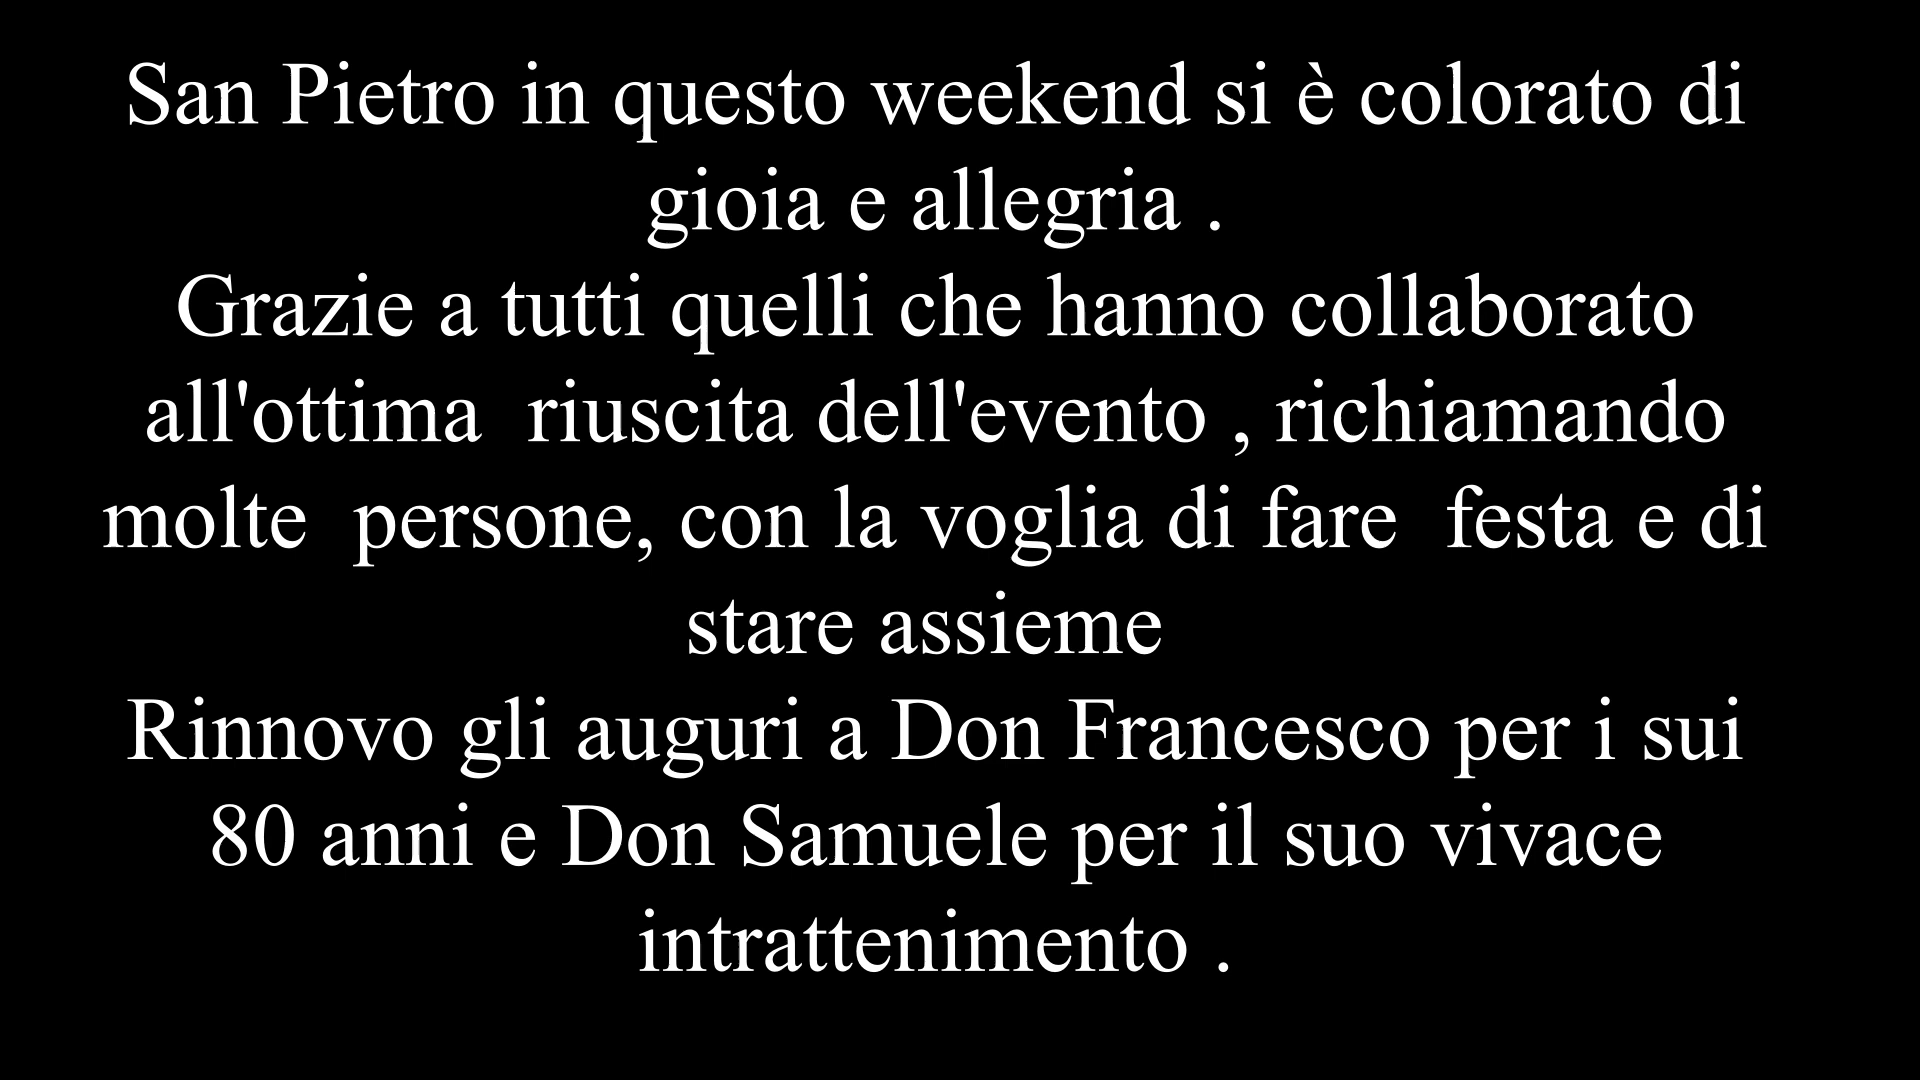 San Pietro in questo weekend si è colorato di
gioia e allegria .
Grazie a tutti quelli che hanno collaborato
all'ottima  riuscita dell'evento , richiamando
molte  persone, con la voglia di fare  festa e di
stare assieme
Rinnovo gli auguri a Don Francesco per i sui
80 anni e Don Samuele per il suo vivace
intrattenimento .